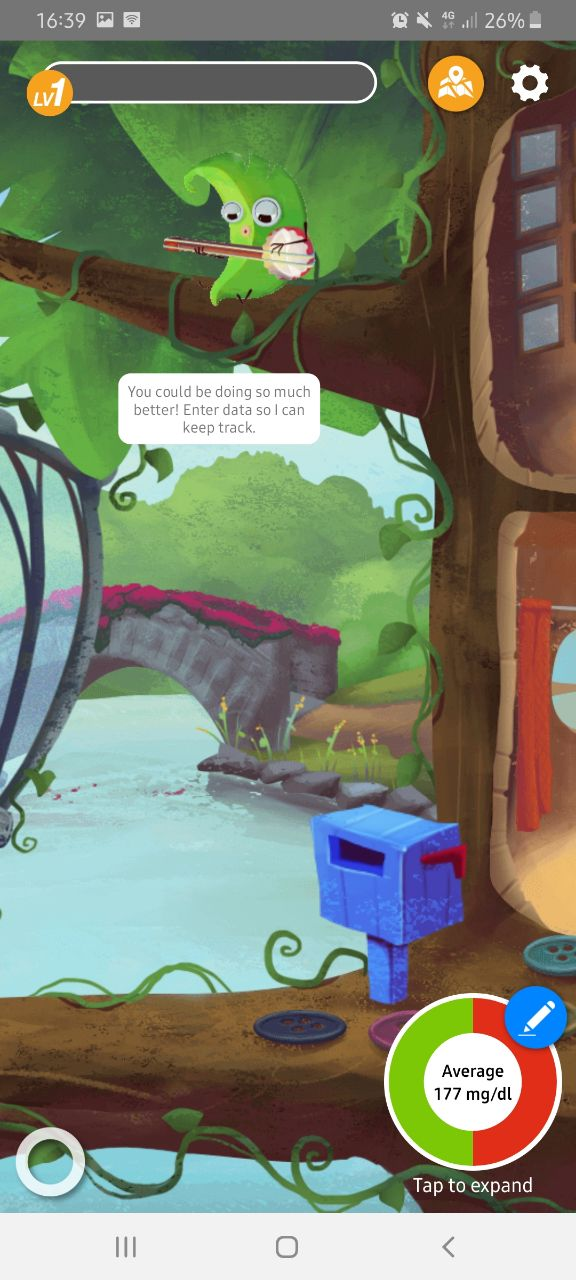 16:39
4G
26%
LV1
You could be doing so much
better! Enter data so I can
keep track.
Average
177 mg/dl
Tap to expand